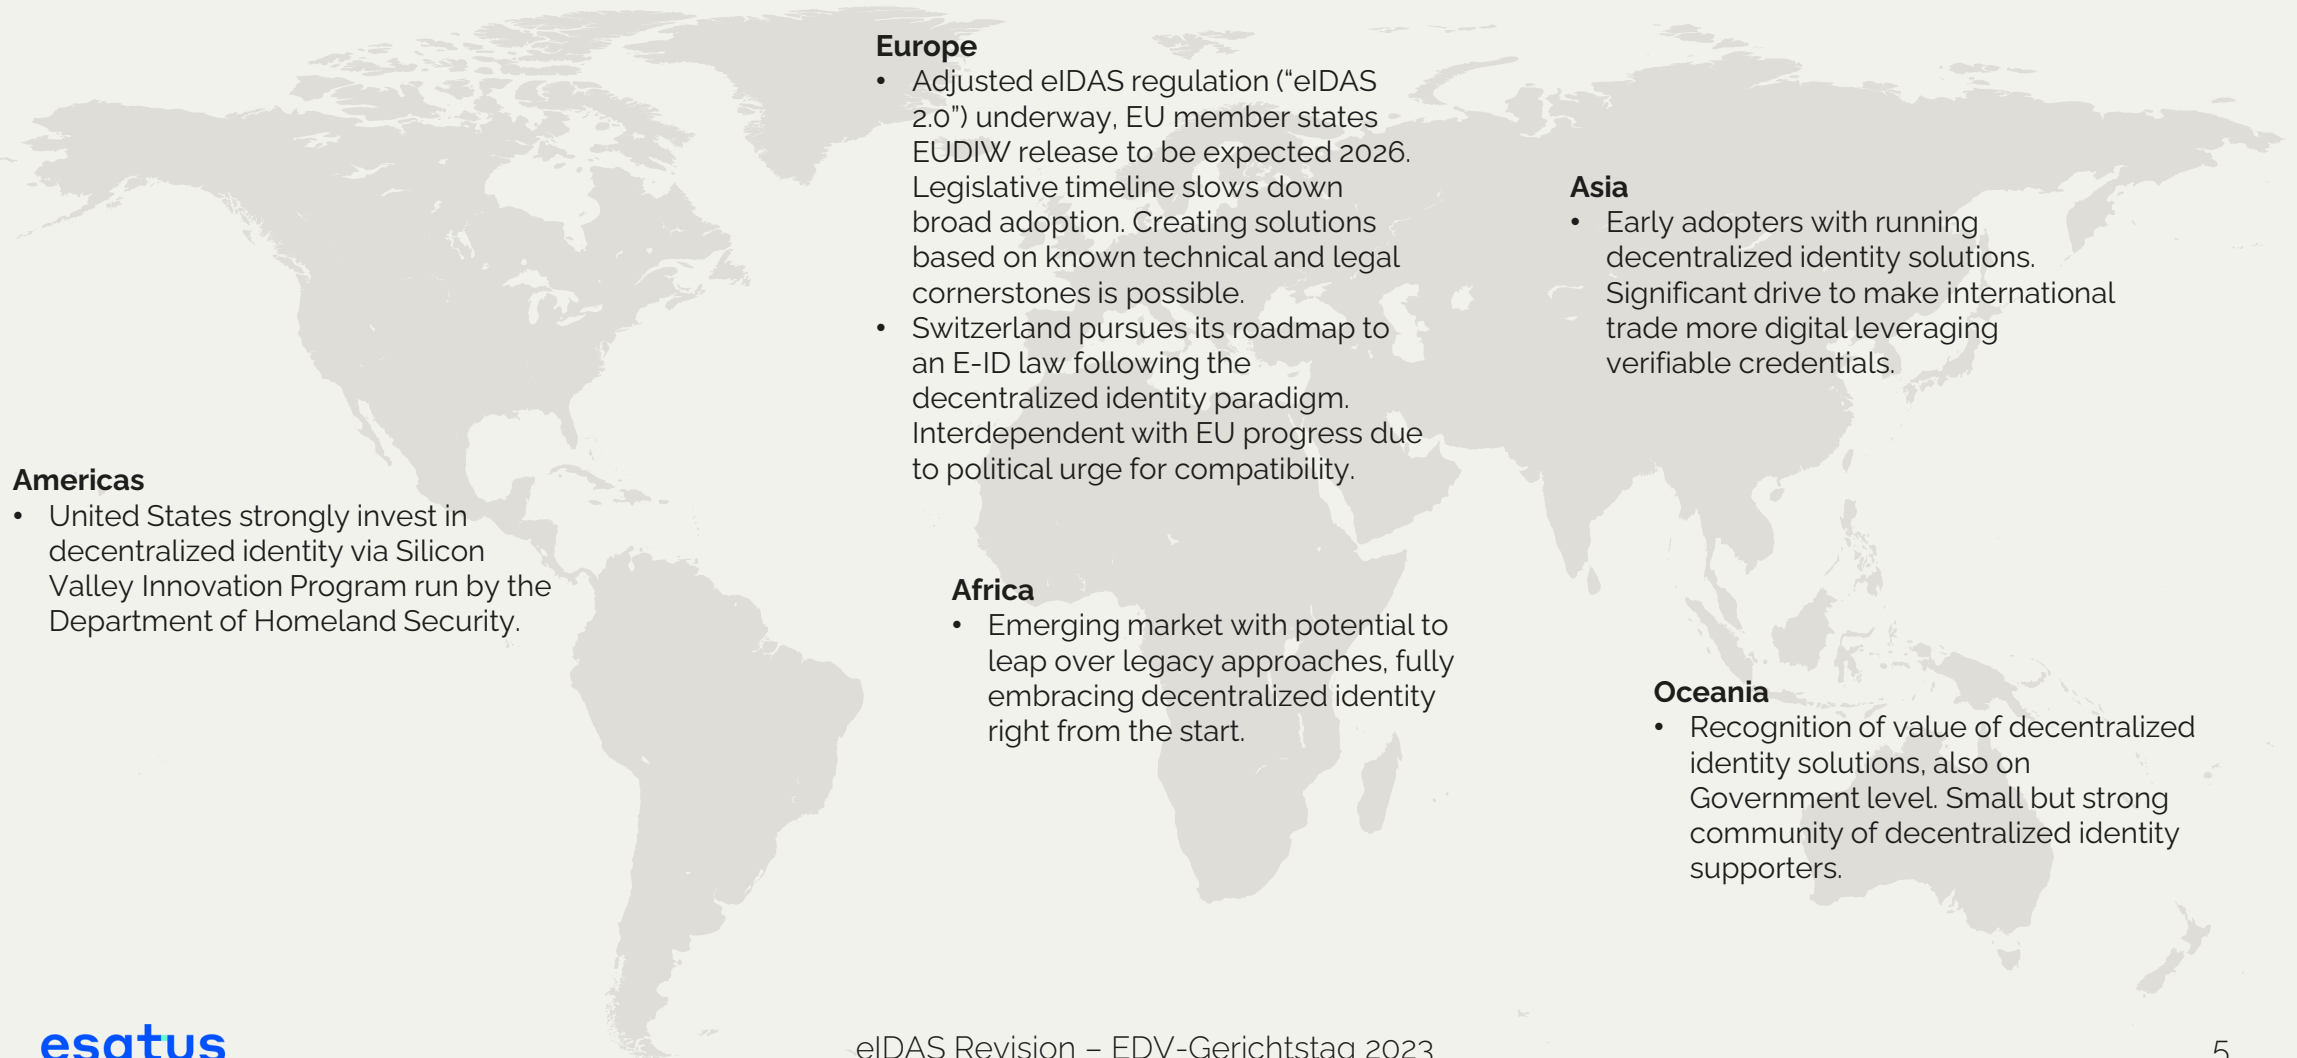 Europe
• Adjusted eIDAS regulation (“eIDAS
2.0”) underway, EU member states
EUDIW release to be expected 2026.
Legislative timeline slows down
broad adoption. Creating solutions
based on known technical and legal
cornerstones is possible.
• Switzerland pursues its roadmap to
an E-ID law following the
decentralized identity paradigm.
Interdependent with EU progress due
to political urge for compatibility.
Asia
• Early adopters with running
decentralized identity solutions.
Significant drive to make international
trade more digital leveraging
verifiable credentials.
Americas
• United States strongly invest in
decentralized identity via Silicon
Valley Innovation Program run by the
Department of Homeland Security.
Africa
• Emerging market with potential to
leap over legacy approaches, fully
embracing decentralized identity
right from the start.
Oceania
• Recognition of value of decentralized
identity solutions, also on
Government level. Small but strong
community of decentralized identity
supporters.
esatus
eIDAS Revision – EDV-Gerichtstag 2023
5